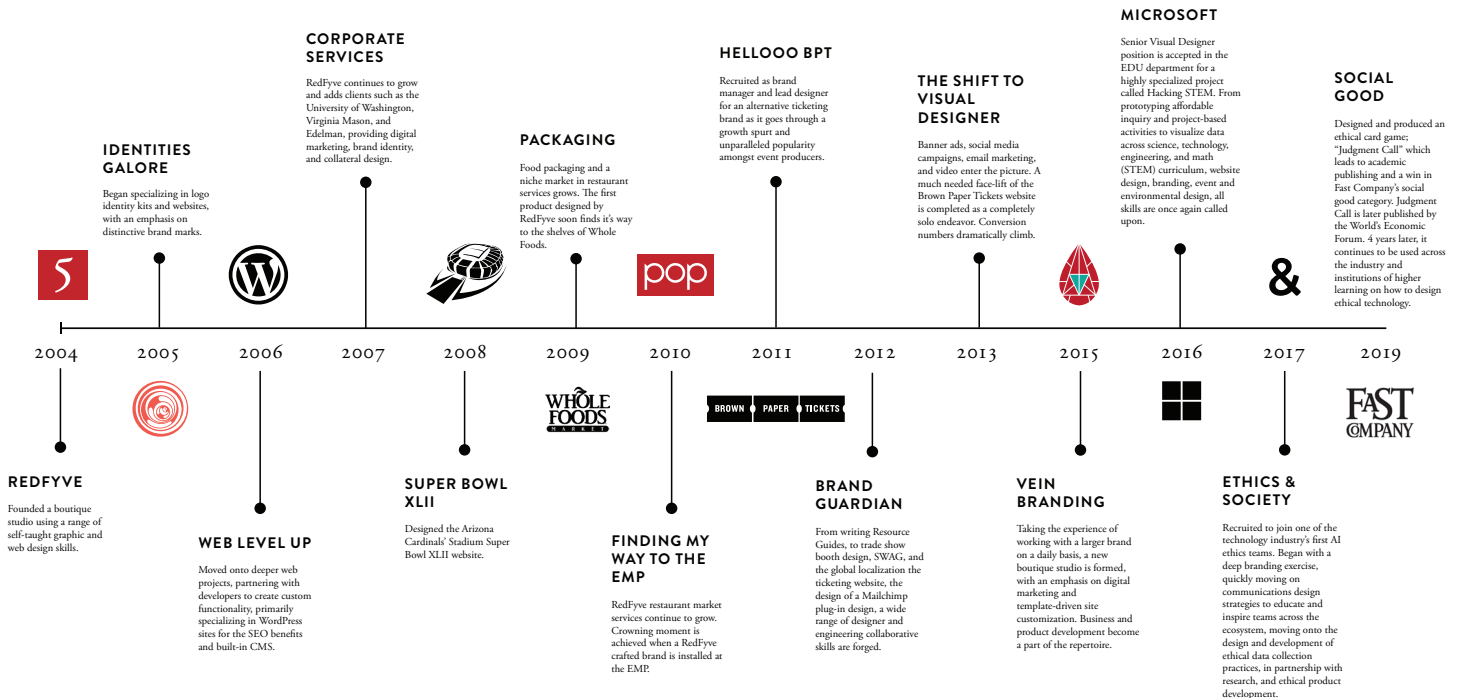 MICROSOFT
Senior Visual Designer
position is accepted in the
EDU department for a
highly specialized project
called Hacking STEM. From
prototyping affordable
inquiry and project-based
activities to visualize data
across science, technology,
engineering, and math
(STEM) curriculum, website
design, branding, event and
environmental design, all
skills are once again called
upon.
CORPORATE
SERVICES
RedFyve continues to grow
and adds clients such as the
University of Washington,
Virginia Mason, and
Edelman, providing digital
marketing, brand identity,
and collateral design.
HELLOOO BPT
Recruited as brand
manager and lead designer
for an alternative ticketing
brand as it goes through a
growth spurt and
unparalleled popularity
amongst event producers.
THE SHIFT TO
VISUAL
DESIGNER
Banner ads, social media
campaigns, email marketing,
and video enter the picture. A
much needed face-lift of the
Brown Paper Tickets website
is completed as a completely
solo endeavor. Conversion
numbers dramatically climb.
SOCIAL
GOOD
Designed and produced an
ethical card game;
“Judgment Call” which
leads to academic
publishing and a win in
Fast Company’s social
good category. Judgment
Call is later published by
the World’s Economic
Forum. 4 years later, it
continues to be used across
the industry and
institutions of higher
learning on how to design
ethical technology.
IDENTITIES
GALORE
Began specializing in logo
identity kits and websites,
with an emphasis on
distinctive brand marks.
PACKAGING
Food packaging and a
niche market in restaurant
services grows. The first
product designed by
RedFyve soon finds it’s way
to the shelves of Whole
Foods.
5
W
pop
&
2004 2005 2006 2007 2008 2009 2010 2011 2012 2013 2015 2016 2017 2019
WHOLE
FOODS
MARKET
BROWN PAPER TICKETS
FAST
COMPANY
REDFYVE
Founded a boutique
studio using a range of
self-taught graphic and
web design skills.
WEB LEVEL UP
Moved onto deeper web
projects, partnering with
developers to create custom
functionality, primarily
specializing in WordPress
sites for the SEO benefits
and built-in CMS.
SUPER BOWL
XLII
Designed the Arizona
Cardinals’ Stadium Super
Bowl XLII website.
FINDING MY
WAY TO THE
EMP
RedFyve restaurant market
services continue to grow.
Crowning moment is
achieved when a RedFyve
crafted brand is installed at
the EMP.
BRAND
GUARDIAN
From writing Resource
Guides, to trade show
booth design, SWAG, and
the global localization the
ticketing website, the
design of a Mailchimp
plug-in design, a wide
range of designer and
engineering collaborative
skills are forged.
VEIN
BRANDING
Taking the experience of
working with a larger brand
on a daily basis, a new
boutique studio is formed,
with an emphasis on digital
marketing and
template-driven site
customization. Business and
product development become
a part of the repertoire.
ETHICS &
SOCIETY
Recruited to join one of the
technology industry’s first AI
ethics teams. Began with a
deep branding exercise,
quickly moving on
communications design
strategies to educate and
inspire teams across the
ecosystem, moving onto the
design and development of
ethical data collection
practices, in partnership with
research, and ethical product
development.